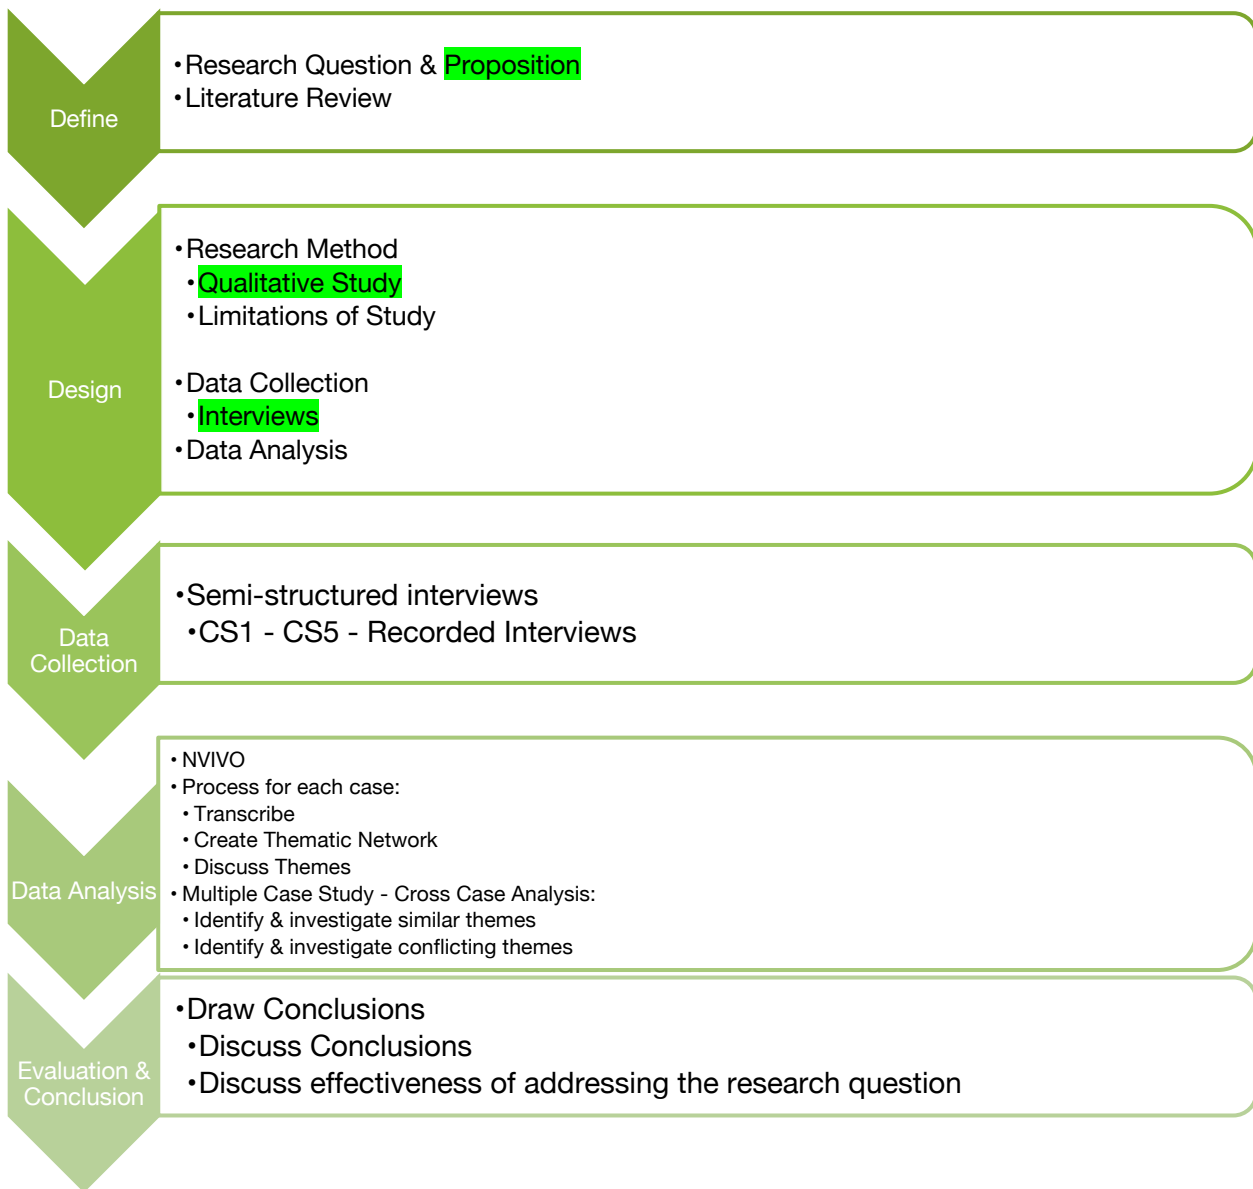 Define
•Research Question & Proposition
•Literature Review
Design
•Research Method
•Qualitative Study
•Limitations of Study
•Data Collection
•Interviews
•Data Analysis
Data
Collection
•Semi-structured interviews
•CS1 - CS5 - Recorded Interviews
Data Analysis
• NVIVO
• Process for each case:
• Transcribe
• Create Thematic Network
• Discuss Themes
• Multiple Case Study - Cross Case Analysis:
• Identify & investigate similar themes
• Identify & investigate conflicting themes
Evaluation &
Conclusion
•Draw Conclusions
•Discuss Conclusions
•Discuss effectiveness of addressing the research question